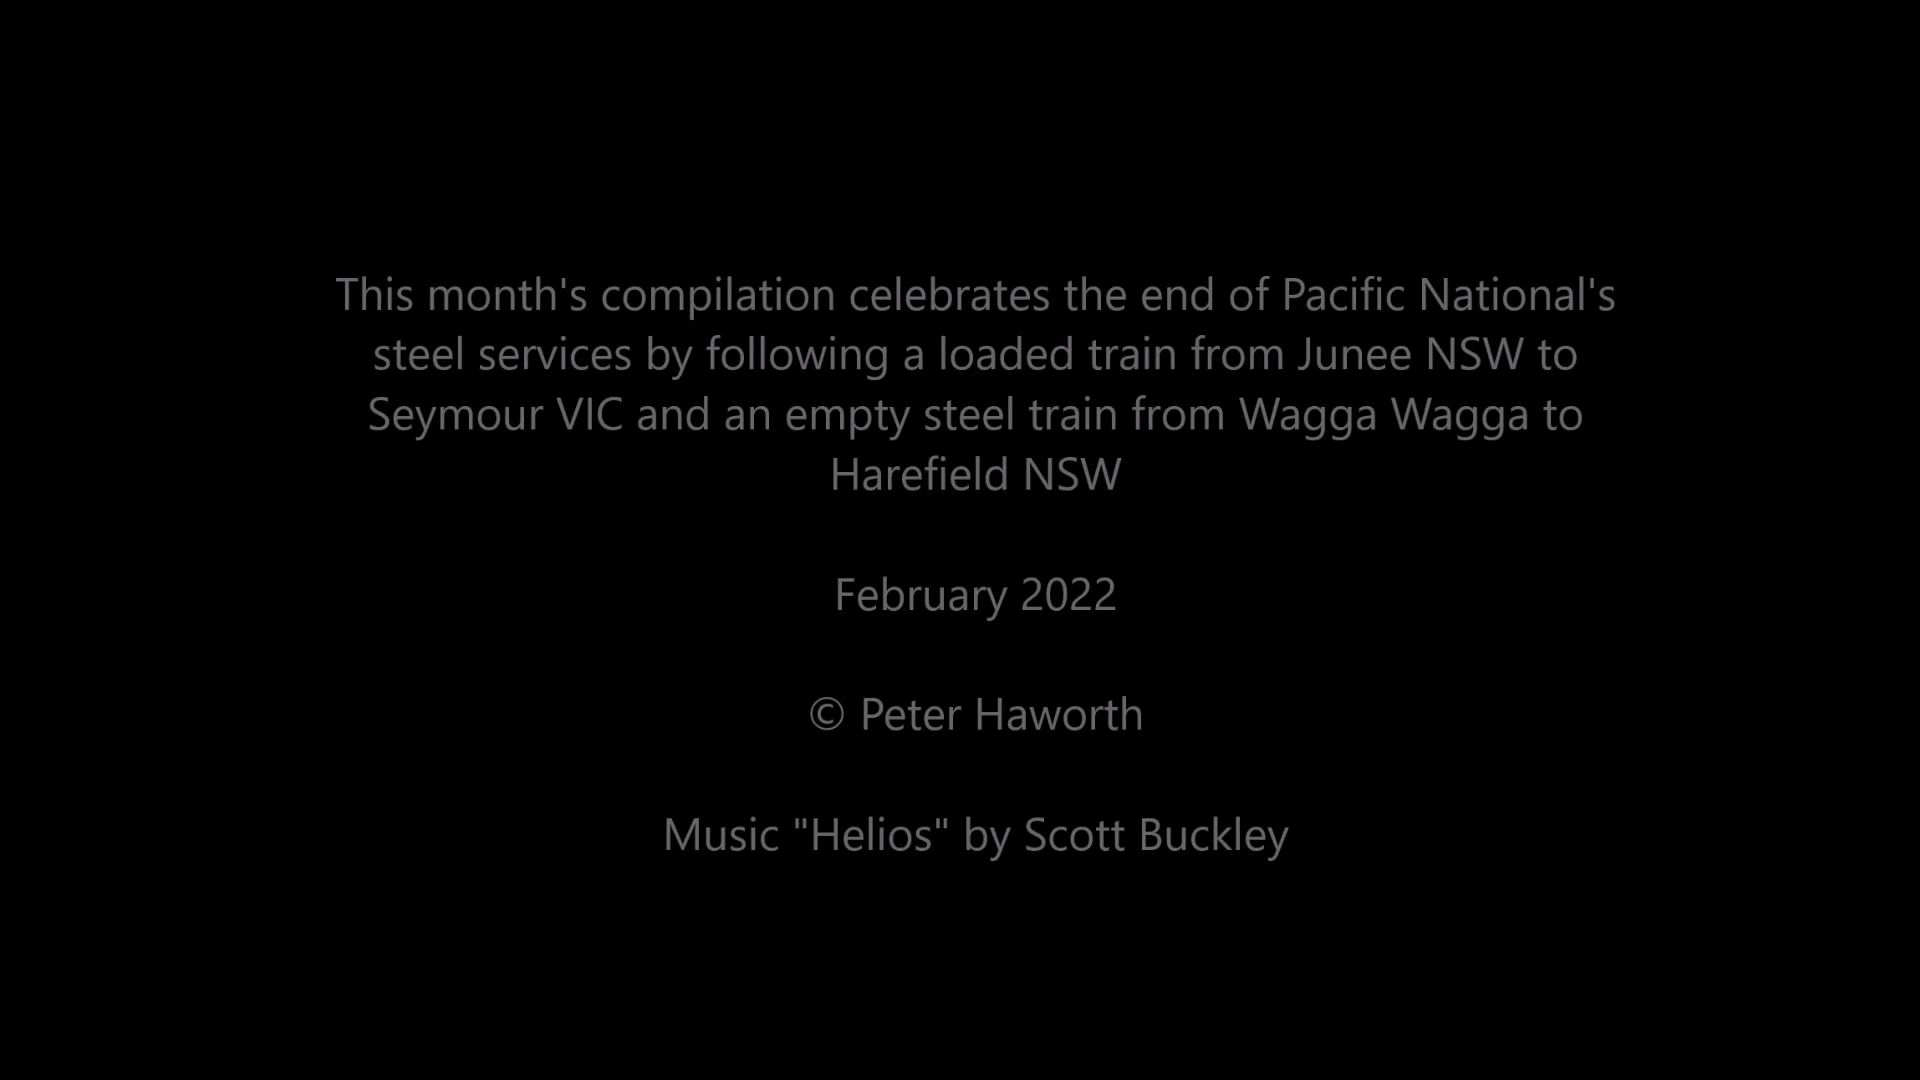 This month's compilation celebrates the end of Pacific National's
steel services by following a loaded train from Junee NSW to
Seymour VIC and an empty steel train from Wagga Wagga to
Harefield NSW
February 2022
© Peter Haworth
Music "Helios" by Scott Buckley